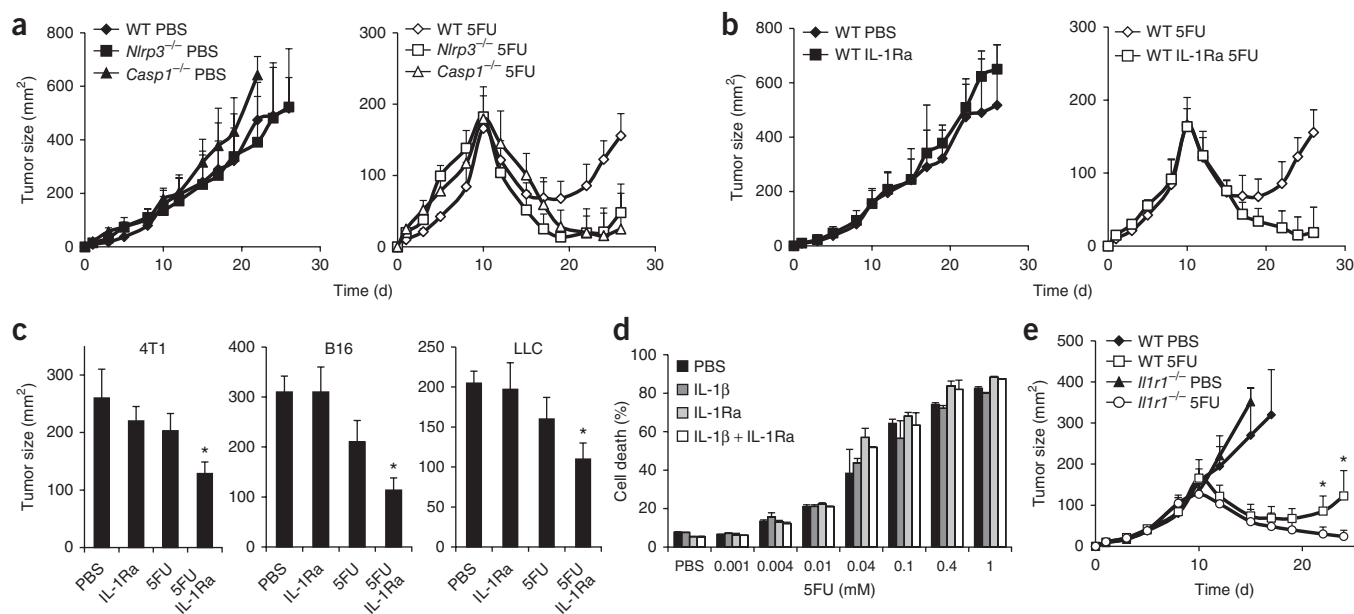 a
WT PBS
Nlrp3–/– PBS
Casp1–/– PBS
Tumor size (mm2)
800
600
400
200
0
0 10 20 30
WT 5FU
Nlrp3–/– 5FU
Casp1–/– 5FU
300
200
100
0
0 10 20 30
Time (d)
b
WT PBS
WT IL-1Ra
Tumor size (mm2)
800
600
400
200
0
0 10 20 30
WT 5FU
WT IL-1Ra 5FU
300
200
100
0
0 10 20 30
Time (d)
c
4T1
Tumor size (mm2)
300
200
100
0
*
PBS
IL-1Ra
5FU
5FU
IL-1Ra
B16
400
300
200
100
0
*
PBS
IL-1Ra
5FU
5FU
IL-1Ra
LLC
250
200
150
100
50
0
*
PBS
IL-1Ra
5FU
5FU
IL-1Ra
d
PBS
IL-1β
IL-1Ra
IL-1β + IL-1Ra
Cell death (%)
100
80
60
40
20
0
PBS 0.001 0.004 0.01 0.04 0.1 0.4 1
5FU (mM)
e
WT PBS
WT 5FU
Il1r1–/– PBS
Il1r1–/– 5FU
Tumor size (mm2)
500
400
300
200
100
0
* *
0 10 20
Time (d)